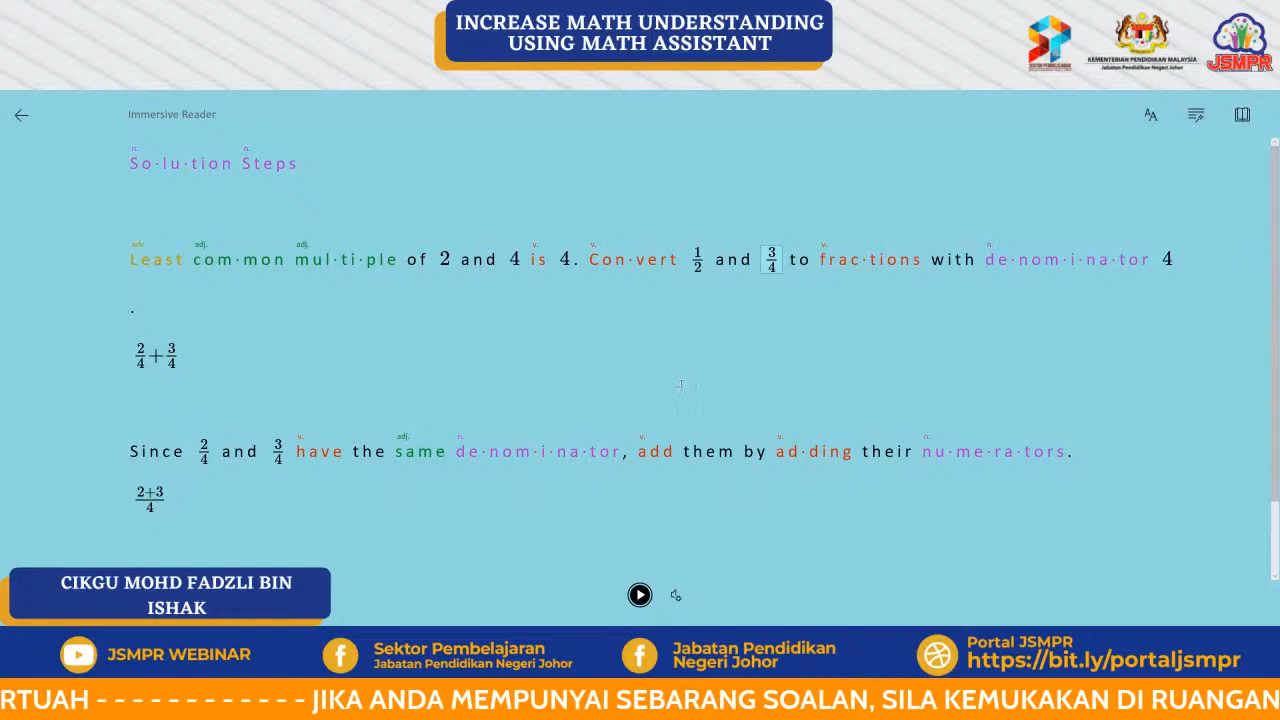 INCREASE MATH UNDERSTANDING
USING MATH ASSISTANT
KEMENTERIAN PENDIDIKAN MALAYSIA
Jabatan Pendidikan Negeri Johor
JSMPR
Immersive Reader
n. n.
So·lu·tion Steps
adv. adj. adj. v. v. v. n.
Least com·mon mul·ti·ple of 2 and 4 is 4. Con·vert 1/2 and 3/4 to frac·tions with de·nom·i·na·tor 4
.
2/4+3/4
v. adj. n. v. v. n.
Since 2/4 and 3/4 have the same de·nom·i·na·tor, add them by ad·ding their nu·me·ra·tors.
2+3/4
CIKGU MOHD FADZLI BIN
ISHAK
JSMPR WEBINAR
Sektor Pembelajaran
Jabatan Pendidikan Negeri Johor
Jabatan Pendidikan
Negeri Johor
Portal JSMPR
https://bit.ly/portaljsmpr
RTUAH - - - - - - - - - - - - JIKA ANDA MEMPUNYAI SEBARANG SOALAN, SILA KEMUKAKAN DI RUANGAN